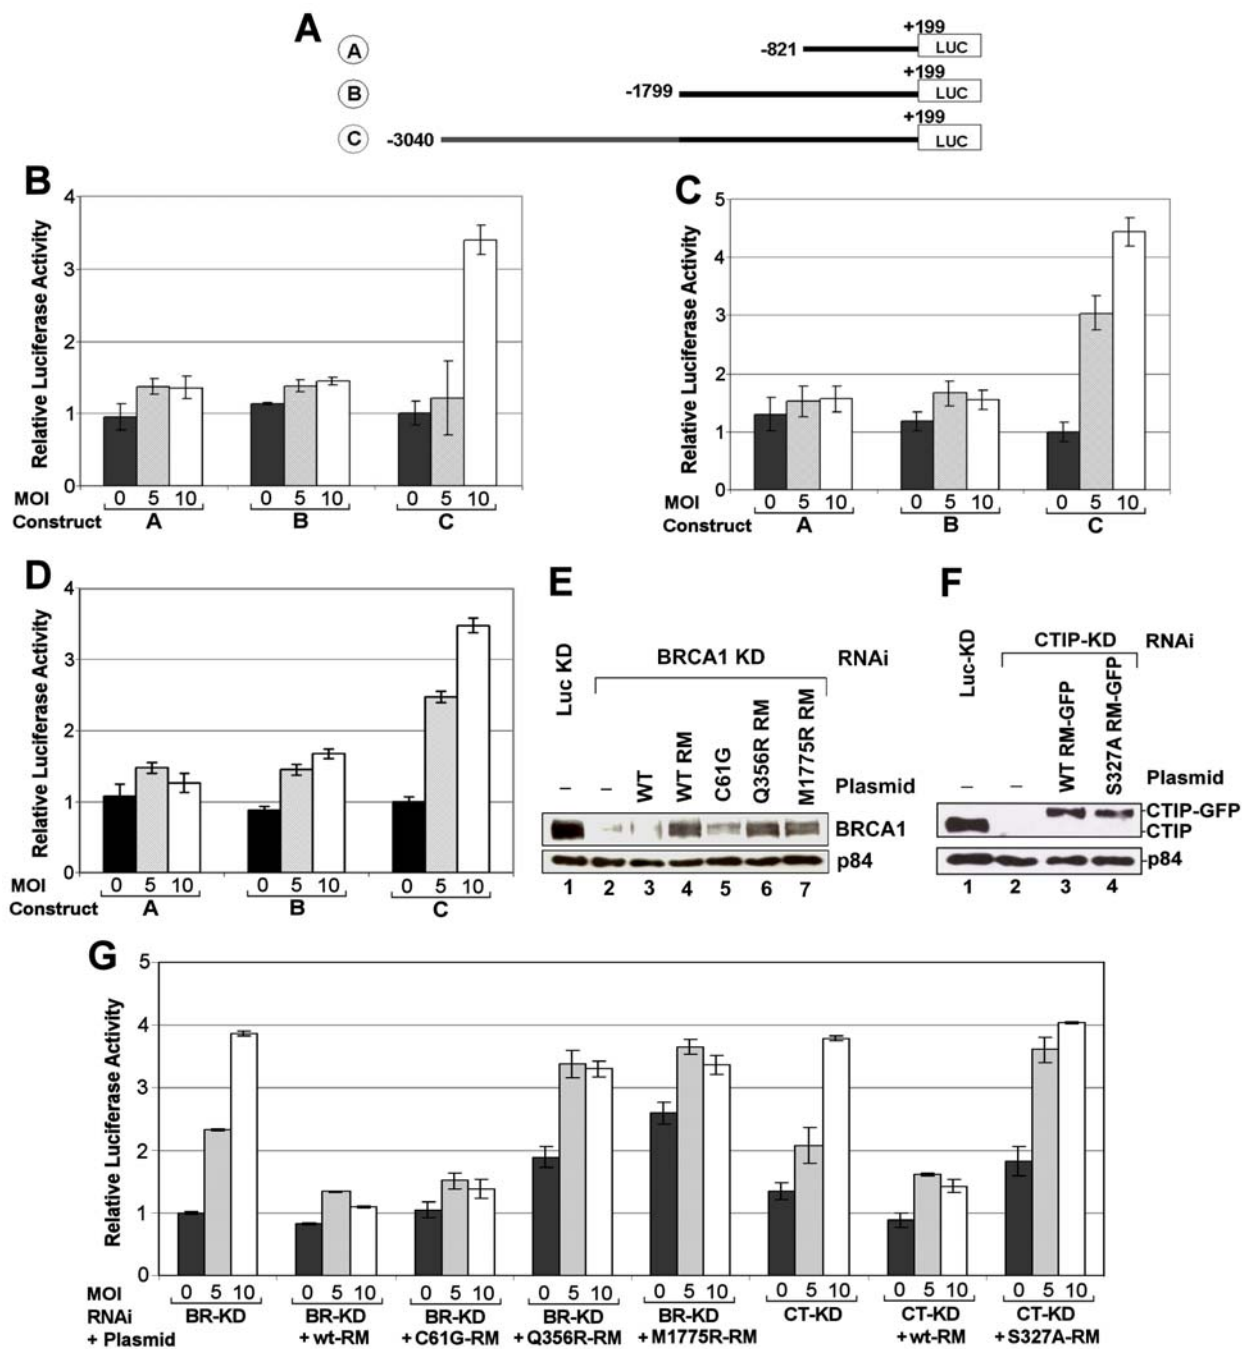 A
A
-821
+199
LUC
B
-1799
+199
LUC
C
-3040
+199
LUC
B
Relative Luciferase Activity
4
3
2
1
0
MOI 0 5 10 0 5 10 0 5 10
Construct A B C
C
Relative Luciferase Activity
5
4
3
2
1
0
MOI 0 5 10 0 5 10 0 5 10
Construct A B C
D
Relative Luciferase Activity
4
3
2
1
0
MOI 0 5 10 0 5 10 0 5 10
Construct A B C
E
Luc KD
BRCA1 KD
RNAi
– – WT WT RM C61G Q356R RM M1775R RM Plasmid
BRCA1
p84
1 2 3 4 5 6 7
F
Luc-KD
CTIP-KD
RNAi
– – WT RM-GFP S327A RM-GFP Plasmid
CTIP-GFP
CTIP
p84
1 2 3 4
G
Relative Luciferase Activity
5
4
3
2
1
0
MOI 0 5 10 0 5 10 0 5 10 0 5 10 0 5 10 0 5 10 0 5 10 0 5 10
RNAi BR-KD BR-KD BR-KD BR-KD BR-KD CT-KD CT-KD CT-KD
+ Plasmid +wt-RM +C61G-RM +Q356R-RM +M1775R-RM +wt-RM +S327A-RM